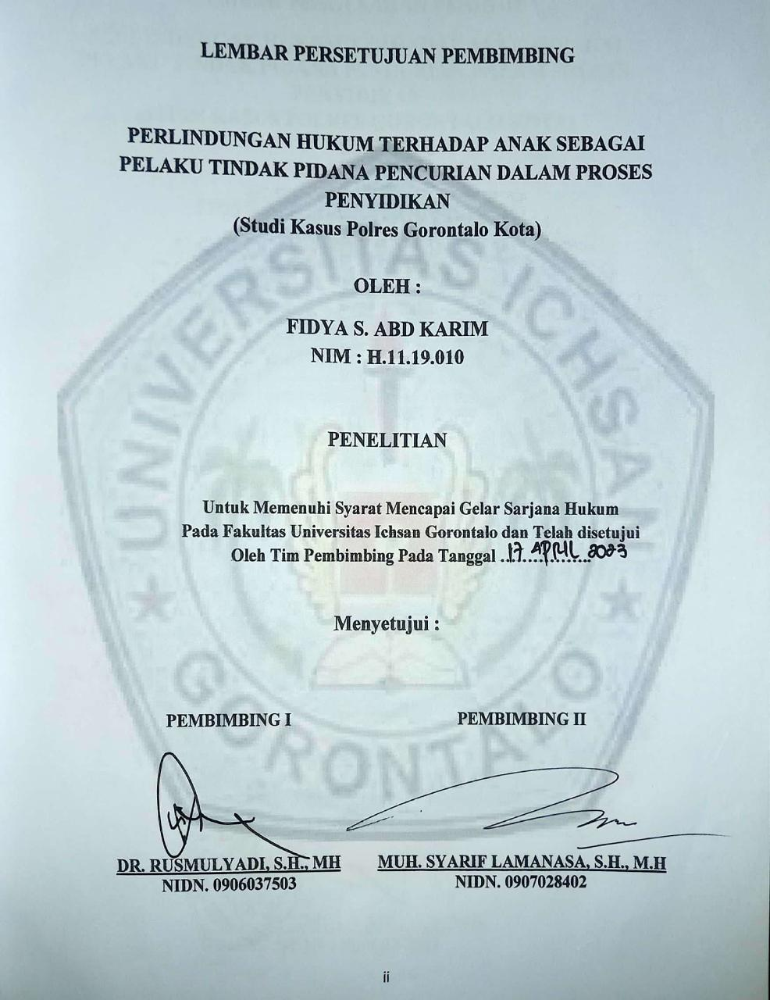 LEMBAR PERSETUJUAN PEMBIMBING
PERLINDUNGAN HUKUM TERHADAP ANAK SEBAGAI
PELAKU TINDAK PIDANA PENCURIAN DALAM PROSES
PENYIDIKAN
(Studi Kasus Polres Gorontalo Kota)
OLEH :
FIDYA S. ABD KARIM
NIM : H.11.19.010
PENELITIAN
Untuk Memenuhi Syarat Mencapai Gelar Sarjana Hukum
Pada Fakultas Universitas Ichsan Gorontalo dan Telah disetujui
Oleh Tim Pembimbing Pada Tanggal 17 APRIL 2023
Menyetujui :
PEMBIMBING I
PEMBIMBING II
DR. RUSMULYADI, S.H., MH
NIDN. 0906037503
MUH. SYARIF LAMANASA, S.H., M.H
NIDN. 0907028402
UNIVERSITAS ICHSAN
GORONTALO
ii